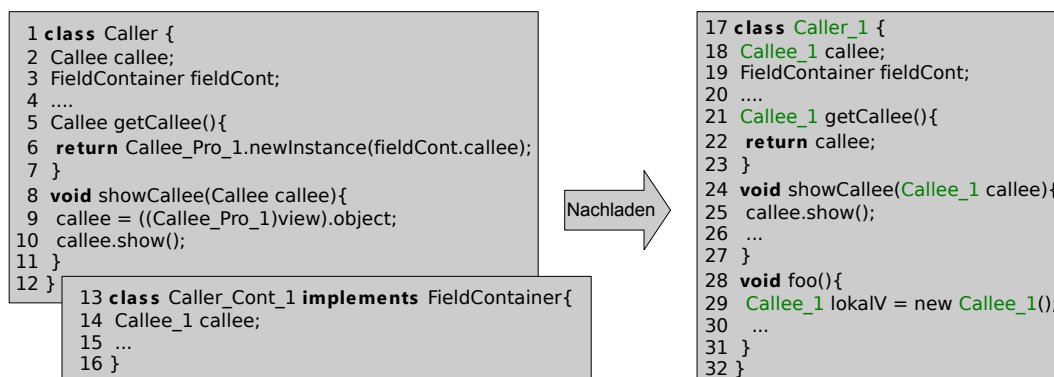 1 class Caller {
2 Callee callee;
3 FieldContainer fieldCont;
4 ....
5 Callee getCallee(){
6 return Callee_Pro_1.newInstance(fieldCont.callee);
7 }
8 void showCallee(Callee callee){
9 callee = ((Callee_Pro_1)view).object;
10 callee.show();
11 }
12 }
13 class Caller_Cont_1 implements FieldContainer{
14 Callee_1 callee;
15 ...
16 }
Nachladen
17 class Caller_1 {
18 Callee_1 callee;
19 FieldContainer fieldCont;
20 ....
21 Callee_1 getCallee(){
22 return callee;
23 }
24 void showCallee(Callee_1 callee){
25 callee.show();
26 ...
27 }
28 void foo(){
29 Callee_1 lokalV = new Callee_1();
30 ...
31 }
32 }